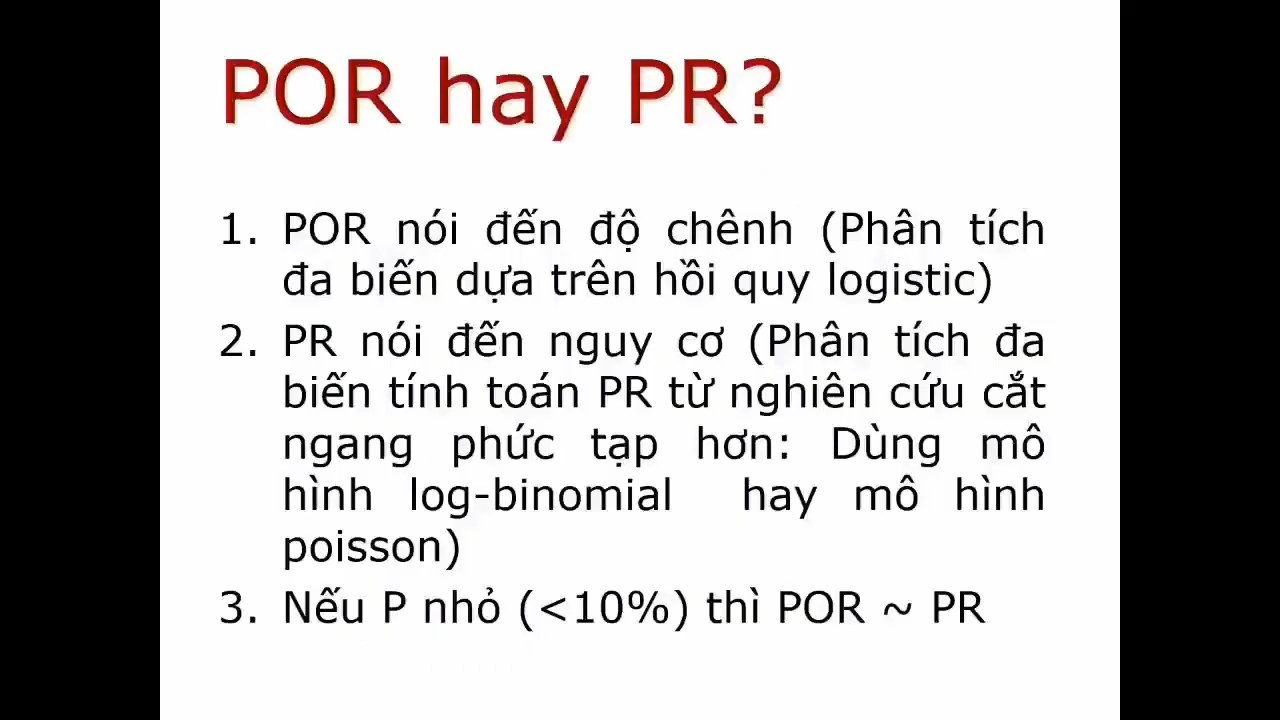 POR hay PR?
1. POR nói đến độ chênh (Phân tích
đa biến dựa trên hồi quy logistic)
2. PR nói đến nguy cơ (Phân tích đa
biến tính toán PR từ nghiên cứu cắt
ngang phức tạp hơn: Dùng mô
hình log-binomial hay mô hình
poisson)
3. Nếu P nhỏ (<10%) thì POR ~ PR